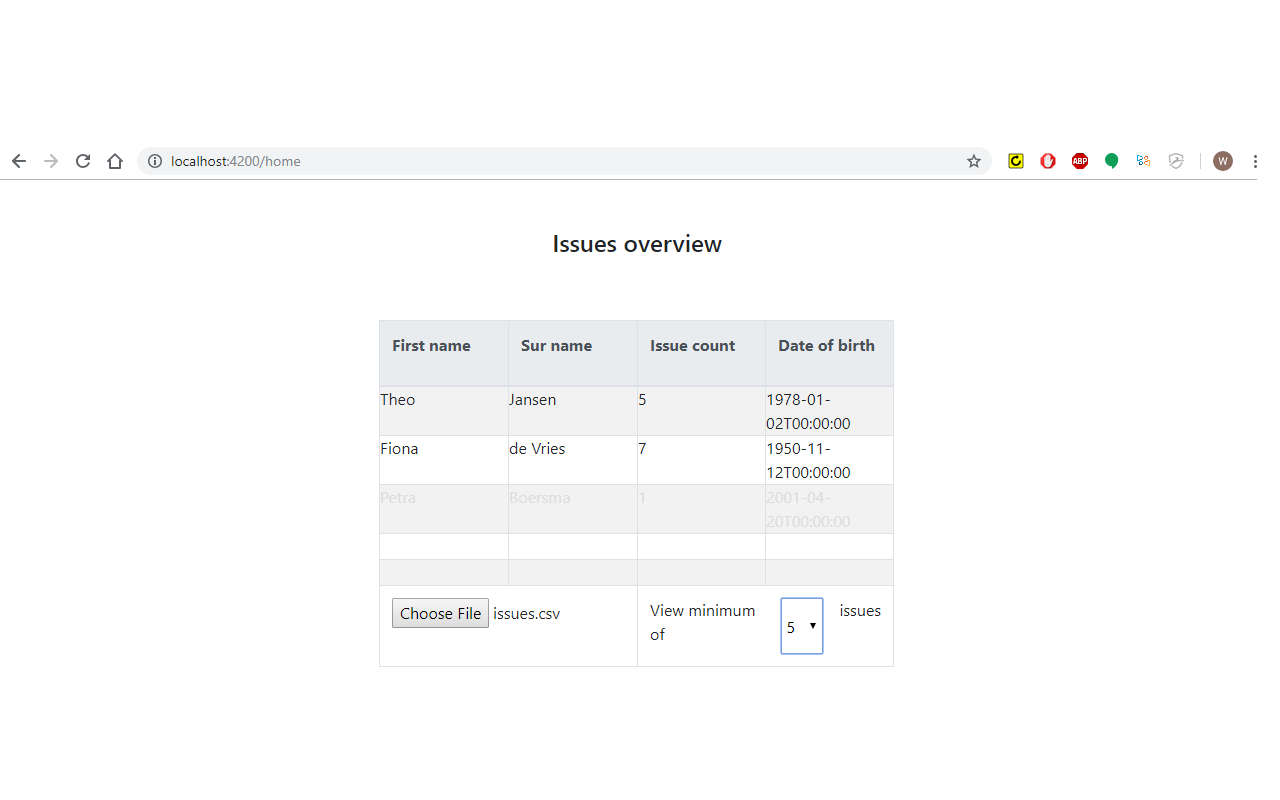 localhost:4200/home
ABP
W
Issues overview
First name Sur name Issue count Date of birth
Theo Jansen 5 1978-01-
02T00:00:00
Fiona de Vries 7 1950-11-
12T00:00:00
Petra Boersma 1 2001-04-
20T00:00:00
Choose File issues.csv View minimum
of 5 issues